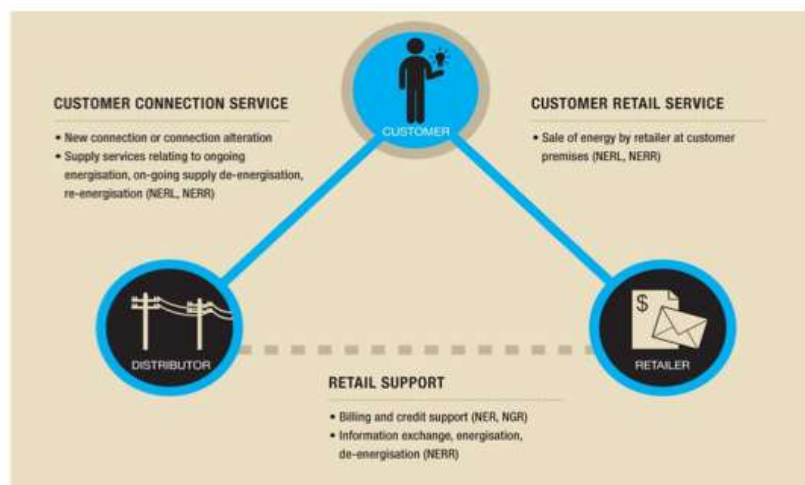 CUSTOMER
CUSTOMER CONNECTION SERVICE
• New connection or connection alteration
• Supply services relating to ongoing
energisation, on-going supply de-energisation,
re-energisation (NERL, NERR)
CUSTOMER RETAIL SERVICE
• Sale of energy by retailer at customer
premises (NERL, NERR)
$
DISTRIBUTOR
RETAILER
RETAIL SUPPORT
• Billing and credit support (NER, NGR)
• Information exchange, energisation,
de-energisation (NERR)